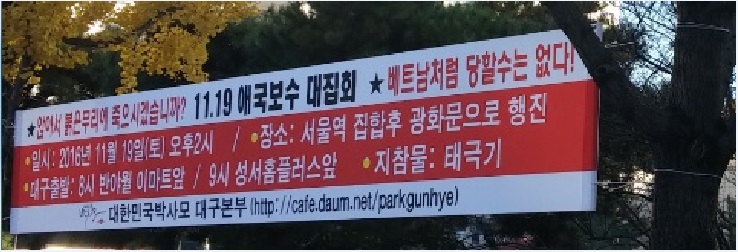 ★앉아서 붉은무리에 죽으시겠습니까? 11.19 애국보수 대집회 ★베트남처럼 당할수는 없다!
•일시: 2016년 11월 19일(토) 오후2시 / •장소: 서울역 집합후 광화문으로 행진
•대구출발: 8시 반야월 이마트앞 / 9시 성서홈플러스앞 •지참물: 태극기
대한민국박사모 대구본부 (http://cafe.daum.net/parkgunhye)